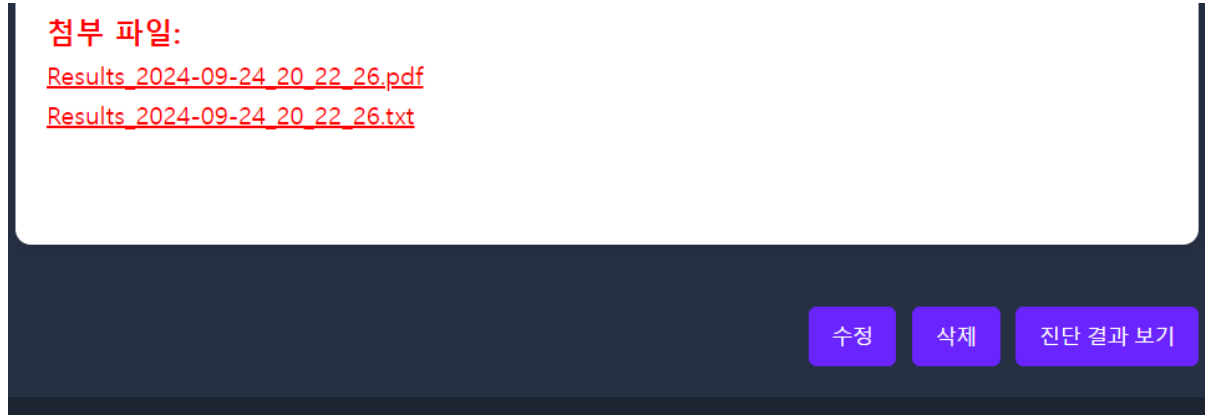 첨부 파일:
Results_2024-09-24_20_22_26.pdf
Results_2024-09-24_20_22_26.txt
수정 삭제 진단 결과 보기